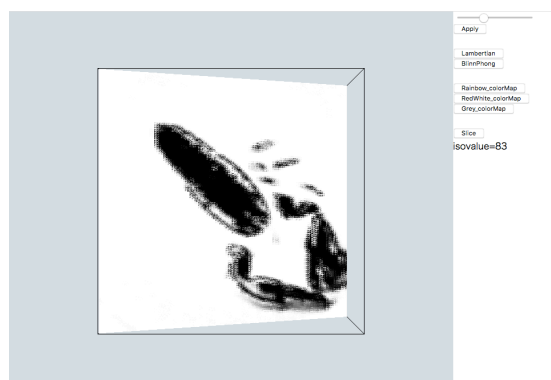 Apply
Lambertian
BlinnPhong
Rainbow_colorMap
RedWhite_colorMap
Grey_colorMap
Slice
isovalue=83